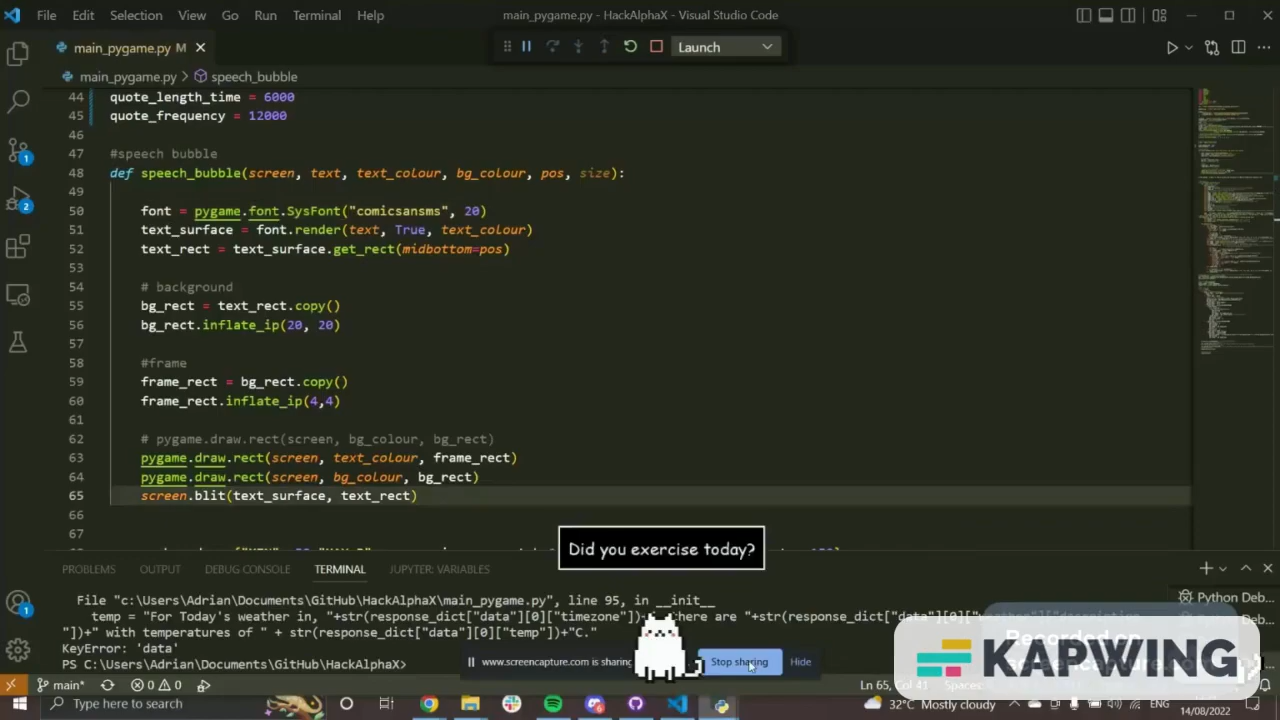 File Edit Selection View Go Run Terminal Help main_pygame.py - HackAlphaX - Visual Studio Code
main_pygame.py M Launch
main_pygame.py > speech_bubble
44 quote_length_time = 6000
45 quote_frequency = 12000
46
47 #speech bubble
48 def speech_bubble(screen, text, text_colour, bg_colour, pos, size):
49
50 font = pygame.font.SysFont("comicsansms", 20)
51 text_surface = font.render(text, True, text_colour)
52 text_rect = text_surface.get_rect(midbottom=pos)
53
54 # background
55 bg_rect = text_rect.copy()
56 bg_rect.inflate_ip(20, 20)
57
58 #frame
59 frame_rect = bg_rect.copy()
60 frame_rect.inflate_ip(4,4)
61
62 # pygame.draw.rect(screen, bg_colour, bg_rect)
63 pygame.draw.rect(screen, text_colour, frame_rect)
64 pygame.draw.rect(screen, bg_colour, bg_rect)
65 screen.blit(text_surface, text_rect)
66
67
Did you exercise today?
PROBLEMS OUTPUT DEBUG CONSOLE TERMINAL JUPYTER: VARIABLES
File "c:\Users\Adrian\Documents\GitHub\HackAlphaX\main_pygame.py", line 95, in __init__
temp = "For Today's weather in, "+str(response_dict["data"][0]["timezone"]) there are "+str(response_dict["data"][0]
"])+" with temperatures of " + str(response_dict["data"][0]["temp"])+"C."
KeyError: 'data'
PS C:\Users\Adrian\Documents\GitHub\HackAlphaX>
Python Deb...
www.screencapture.com is sharing Stop sharing Hide
KAPWING
main* 0 0 Ln 65, Col 41
Type here to search 32°C Mostly cloudy ENG
14/08/2022